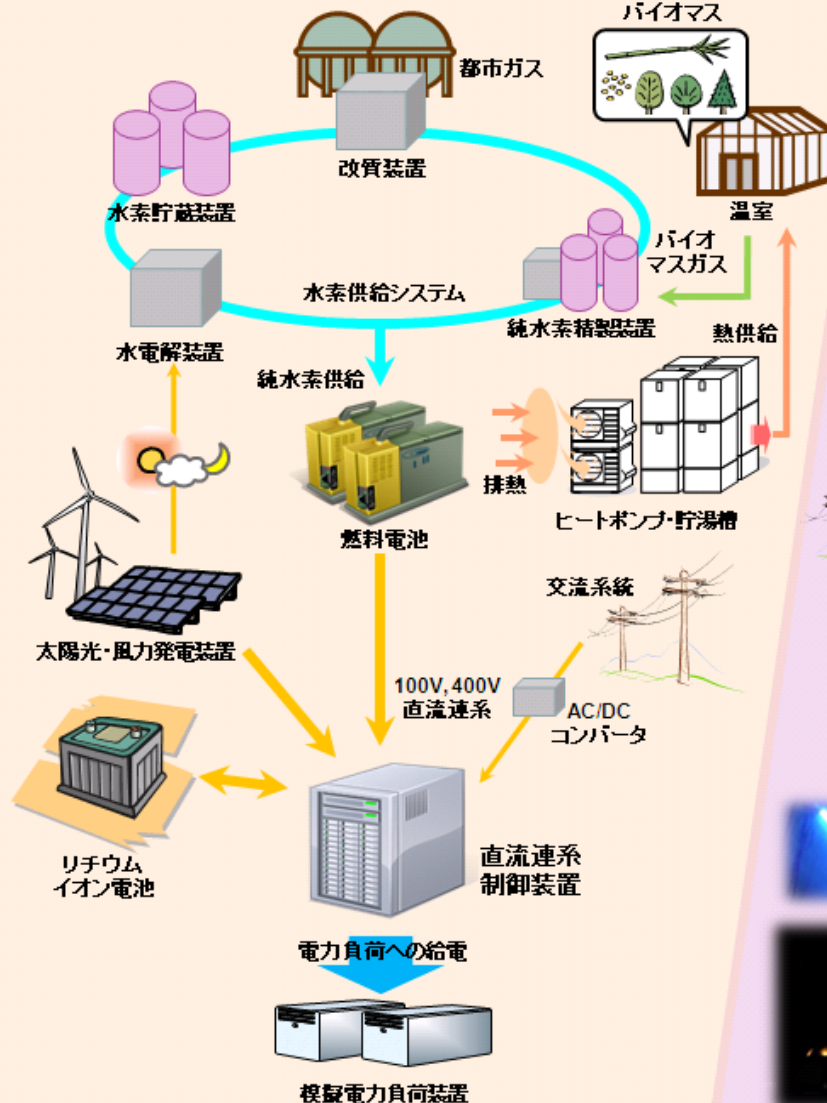 バイオマス
都市ガス
改質装置
水素貯蔵装置
温室
バイオ
マスガス
水素供給システム
純水素精製装置
水電解装置
熱供給
純水素供給
排熱
ヒートポンプ・貯湯槽
燃料電池
交流系統
太陽光・風力発電装置
100V, 400V
直流連系
AC/DC
コンバータ
リチウム
イオン電池
直流連系
制御装置
電力負荷への給電
模擬電力負荷装置